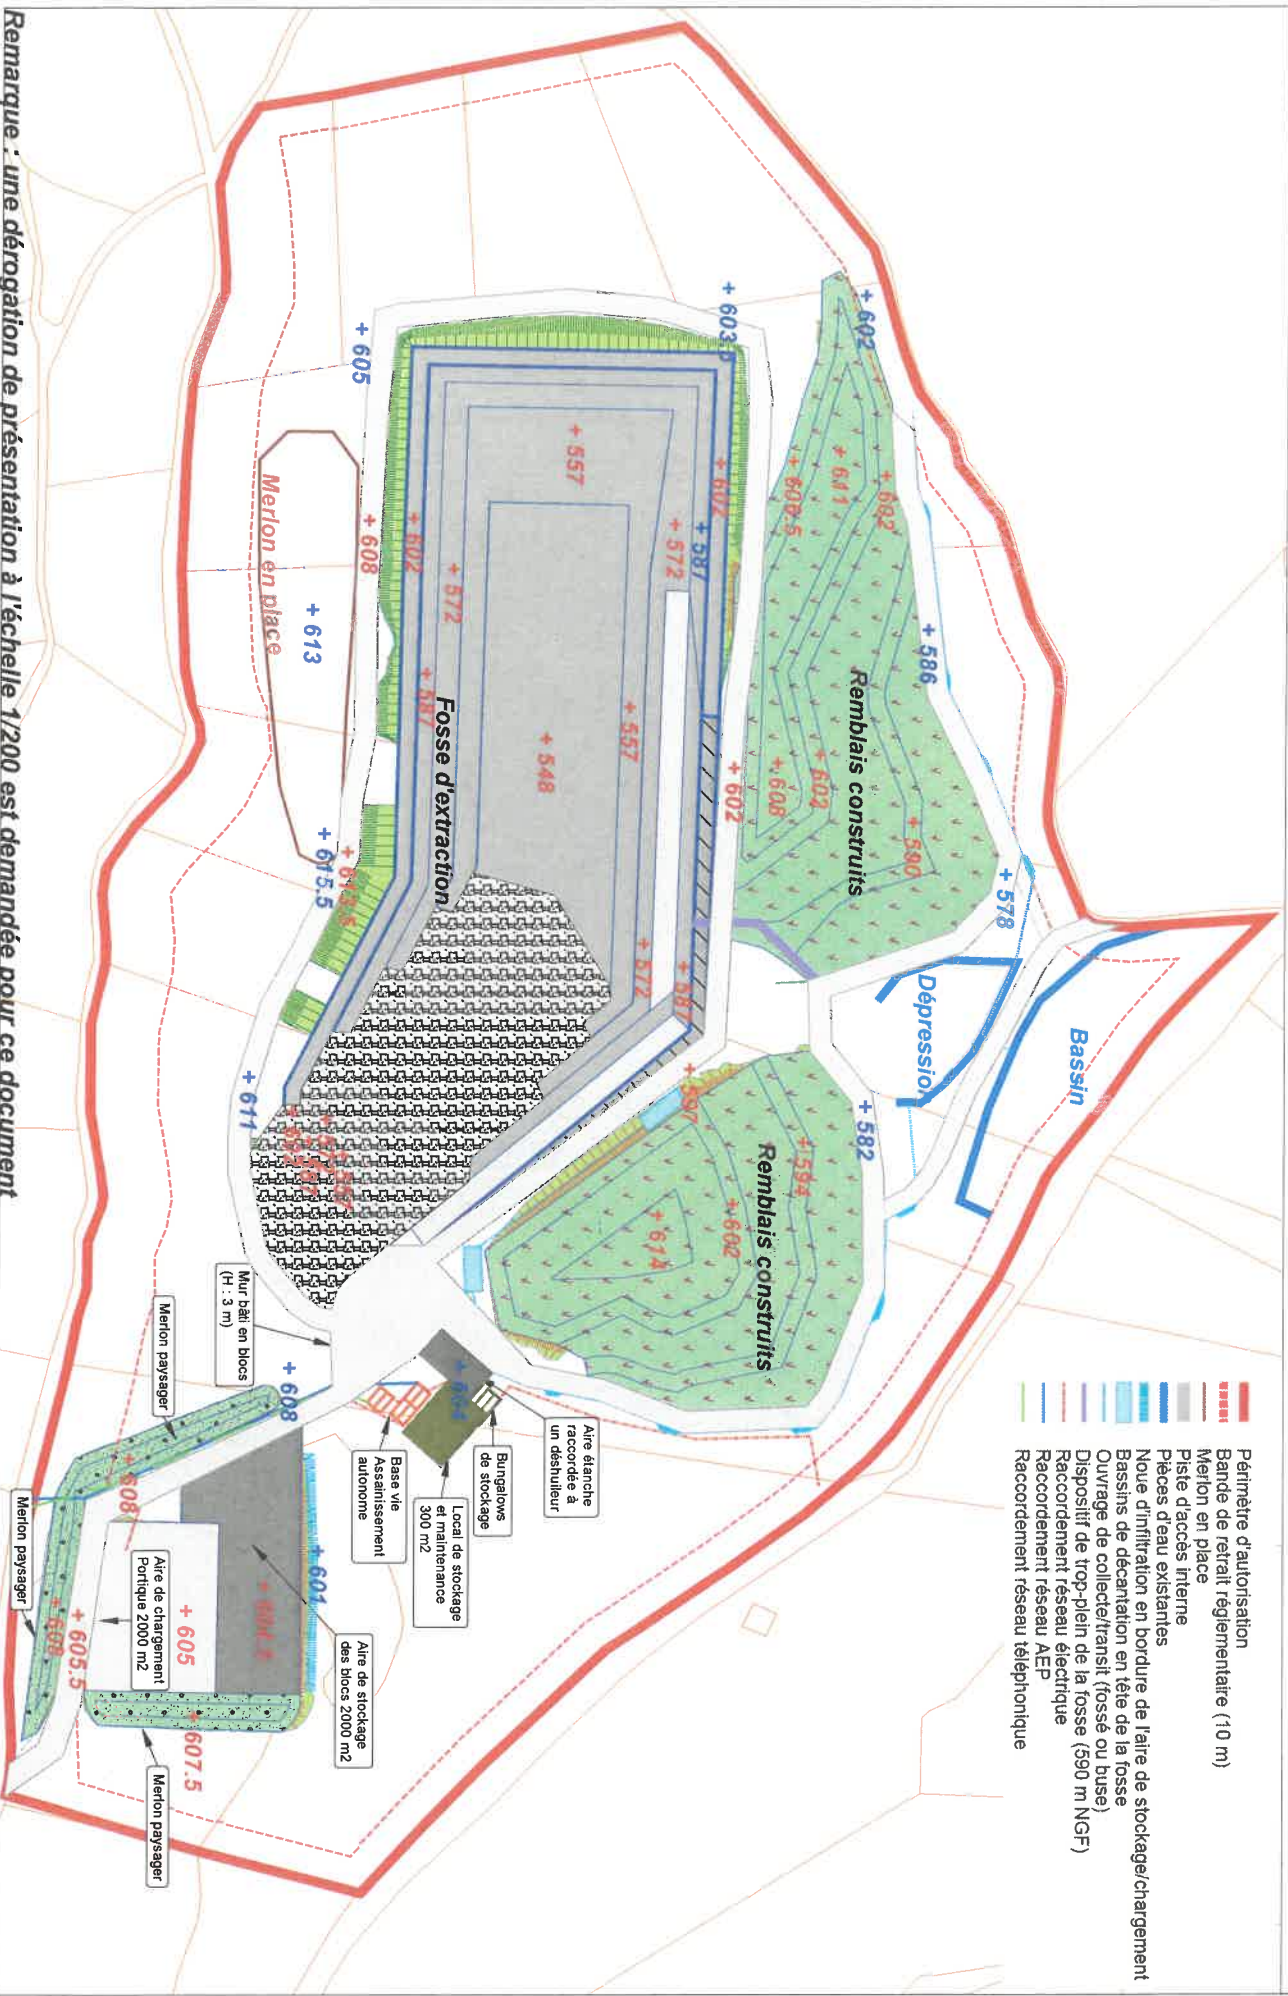 Périmètre d'autorisation
Bande de retrait réglementaire (10 m)
Merlon en place
Piste d'accès interne
Pièces d'eau existantes
Noue d'infiltration en bordure de l'aire de stockage/chargement
Bassins de décantation en tête de la fosse
Ouvrage de collecte/transit (fossé ou buse)
Dispositif de trop-plein de la fosse (590 m NGF)
Raccordement réseau électrique
Raccordement réseau AEP
Raccordement réseau téléphonique
Bassin
Dépression
+ 578
+ 586
+ 582
+ 602
+ 602
+ 611
+ 606.5
Remblais construits
+ 590
+ 602
+ 608
+ 603.5
+ 602
+ 587
+ 572
+ 602
+ 557
+ 557
+ 548
+ 572
+ 587
+ 597
Remblais construits
+ 594
+ 602
+ 614
Fosse d'extraction
+ 572
+ 587
+ 602
+ 608
+ 605
Merlon en place
+ 613
+ 615.5
+ 611
Mur bâti en blocs
(H : 3 m)
Merlon paysager
+ 608
+ 604
Aire étanche
raccordée à
un déshuileur
Bungalows
de stockage
Local de stockage
et maintenance
300 m2
Base vie
Assainissement
autonome
+ 601
Aire de stockage
des blocs 2000 m2
+ 605
Aire de chargement
Portique 2000 m2
+ 608
+ 605.5
+ 608
+ 607.5
Merlon paysager
Merlon paysager
Remarque : une dérogation de présentation à l'échelle 1/200 est demandée pour ce document